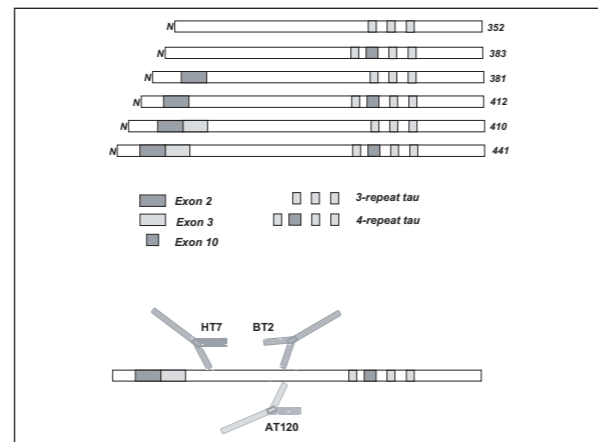 N 352
N 383
N 381
N 412
N 410
N 441
Exon 2 3-repeat tau
Exon 3 4-repeat tau
Exon 10
HT7 BT2
AT120